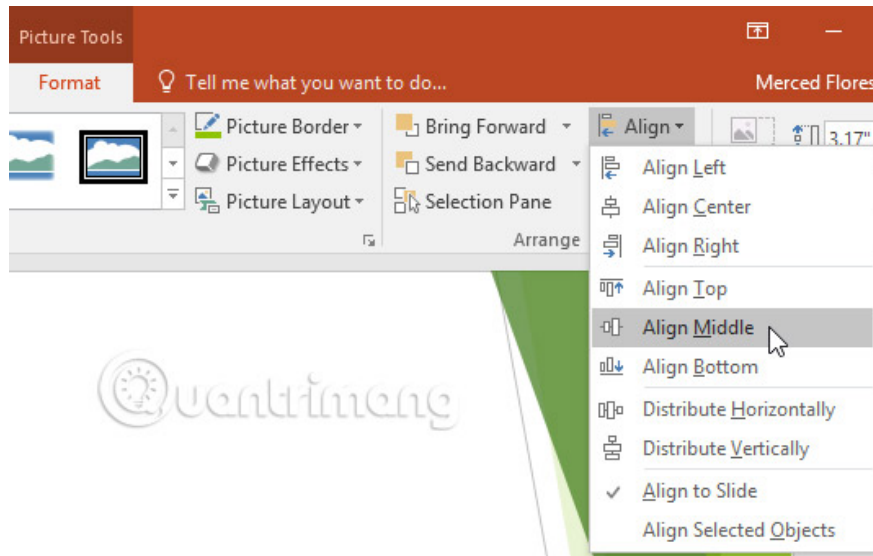 Picture Tools
Format
Tell me what you want to do...
Merced Flores
Picture Border
Picture Effects
Picture Layout
Bring Forward
Send Backward
Selection Pane
Arrange
Align
3.17"
Align Left
Align Center
Align Right
Align Top
Align Middle
Align Bottom
Distribute Horizontally
Distribute Vertically
Align to Slide
Align Selected Objects
Quantrimang